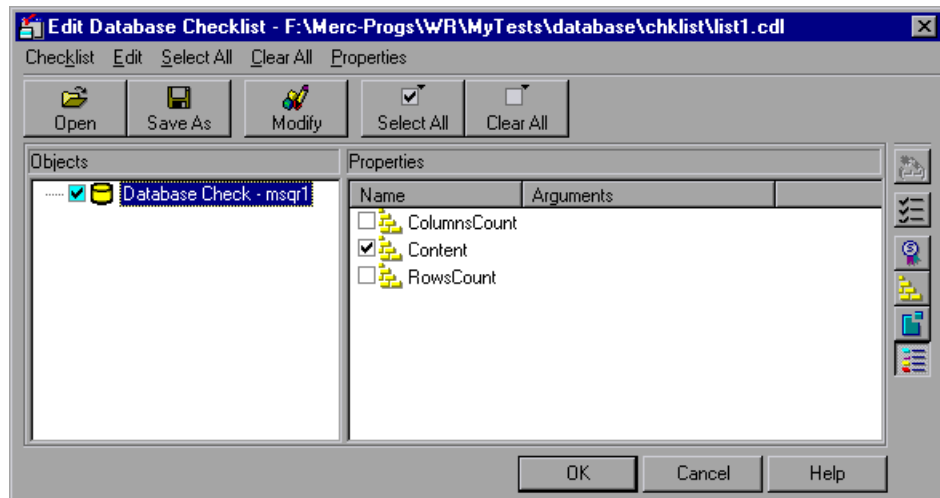 Edit Database Checklist - F:\Merc-Progs\WR\MyTests\database\chklist\list1.cdl
Checklist Edit Select All Clear All Properties
Open Save As Modify Select All Clear All
Objects Properties
Database Check - msqr1 Name Arguments
ColumnsCount
Content
RowsCount
OK Cancel Help